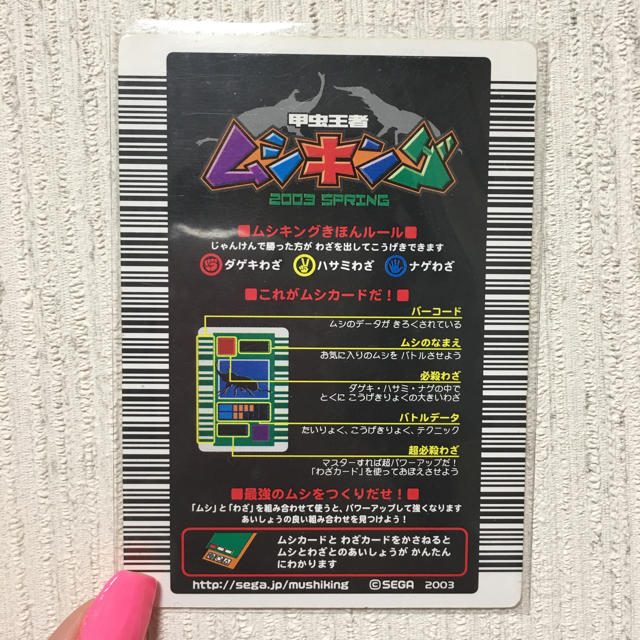 甲虫王者
ムシキング
2003 SPRING
■ムシキングきほんルール■
じゃんけんで勝った方が わざを出してこうげきできます
ダゲキわざ ハサミわざ ナゲわざ
■これがムシカードだ！■
バーコード
ムシのデータが きろくされている
ムシのなまえ
お気に入りのムシを バトルさせよう
必殺わざ
ダゲキ・ハサミ・ナゲの中で
とくに こうげきりょくの大きいわざ
バトルデータ
たいりょく、こうげきりょく、テクニック
超必殺わざ
マスターすれば超パワーアップだ！
「わざカード」を使っておぼえさせよう
■最強のムシをつくりだせ！■
「ムシ」と「わざ」を組み合わせて使うと、パワーアップして強くなります
あいしょうの良い組み合わせを見つけよう！
ムシカードと わざカードをかさねると
ムシとわざとのあいしょうが かんたん
にわかります
http://sega.jp/mushiking ©SEGA 2003